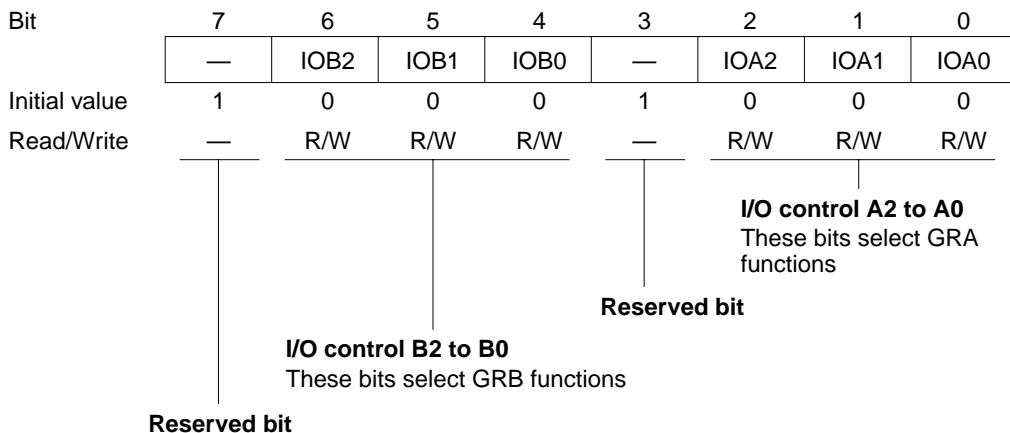 Bit 7 6 5 4 3 2 1 0
— IOB2 IOB1 IOB0 — IOA2 IOA1 IOA0
Initial value 1 0 0 0 1 0 0 0
Read/Write — R/W R/W R/W — R/W R/W R/W
I/O control A2 to A0
These bits select GRA
functions
Reserved bit
I/O control B2 to B0
These bits select GRB functions
Reserved bit